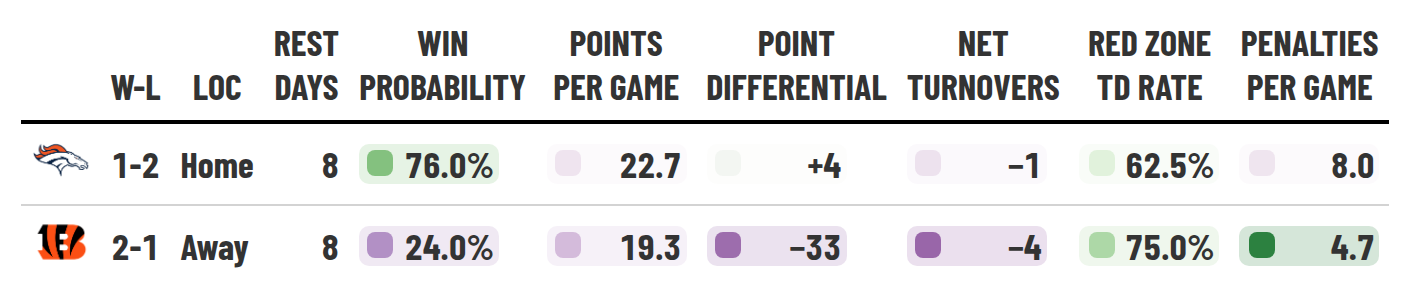 REST WIN POINTS POINT NET RED ZONE PENALTIES
W-L LOC DAYS PROBABILITY PER GAME DIFFERENTIAL TURNOVERS TD RATE PER GAME
1-2 Home 8 76.0% 22.7 +4 −1 62.5% 8.0
2-1 Away 8 24.0% 19.3 −33 −4 75.0% 4.7